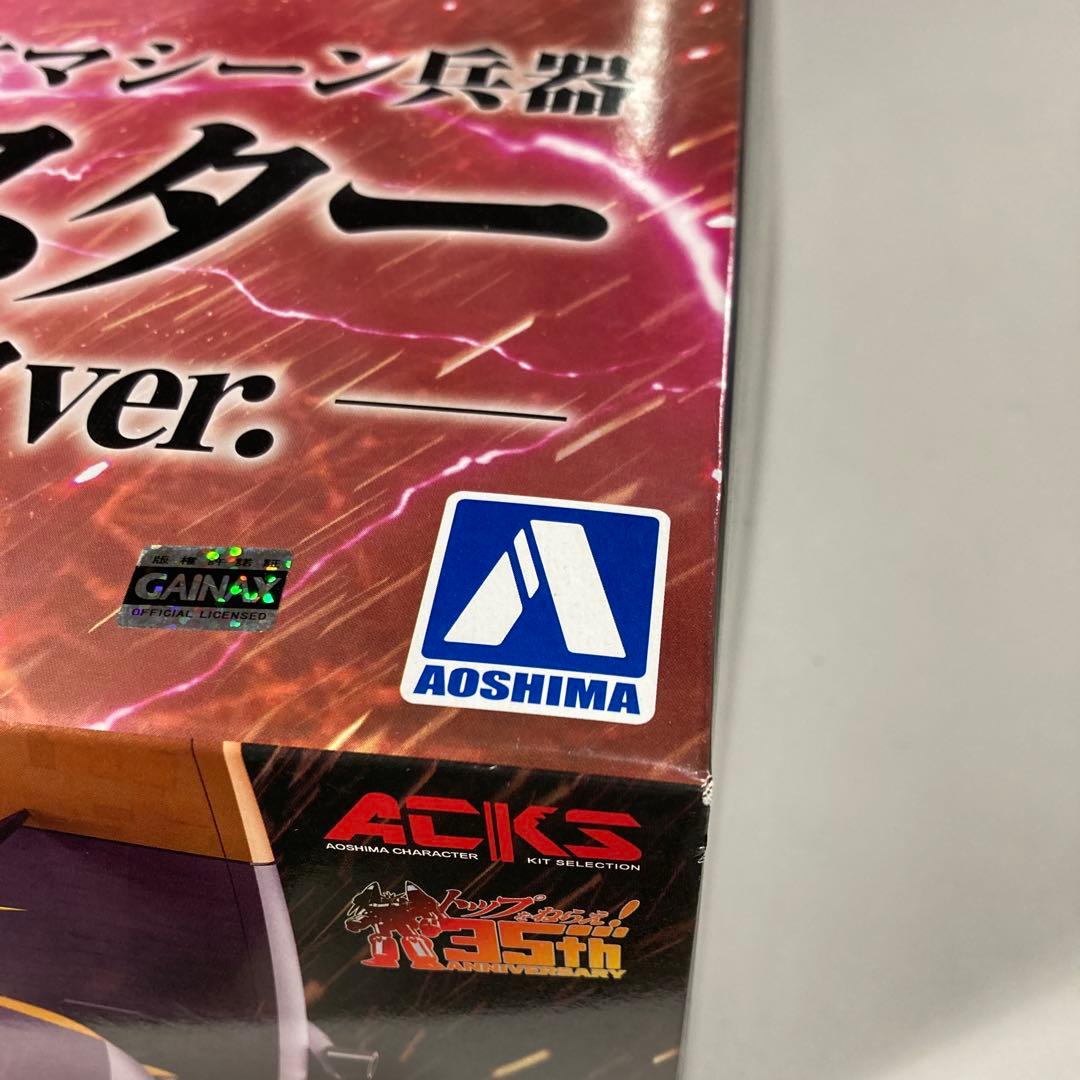 マシーン兵器
スター
ver.
版権許諾証
GAINAX
OFFICIAL LICENSED
AOSHIMA
ACKS
AOSHIMA CHARACTER KIT SELECTION
トップをねらえ!
35th
ANNIVERSARY